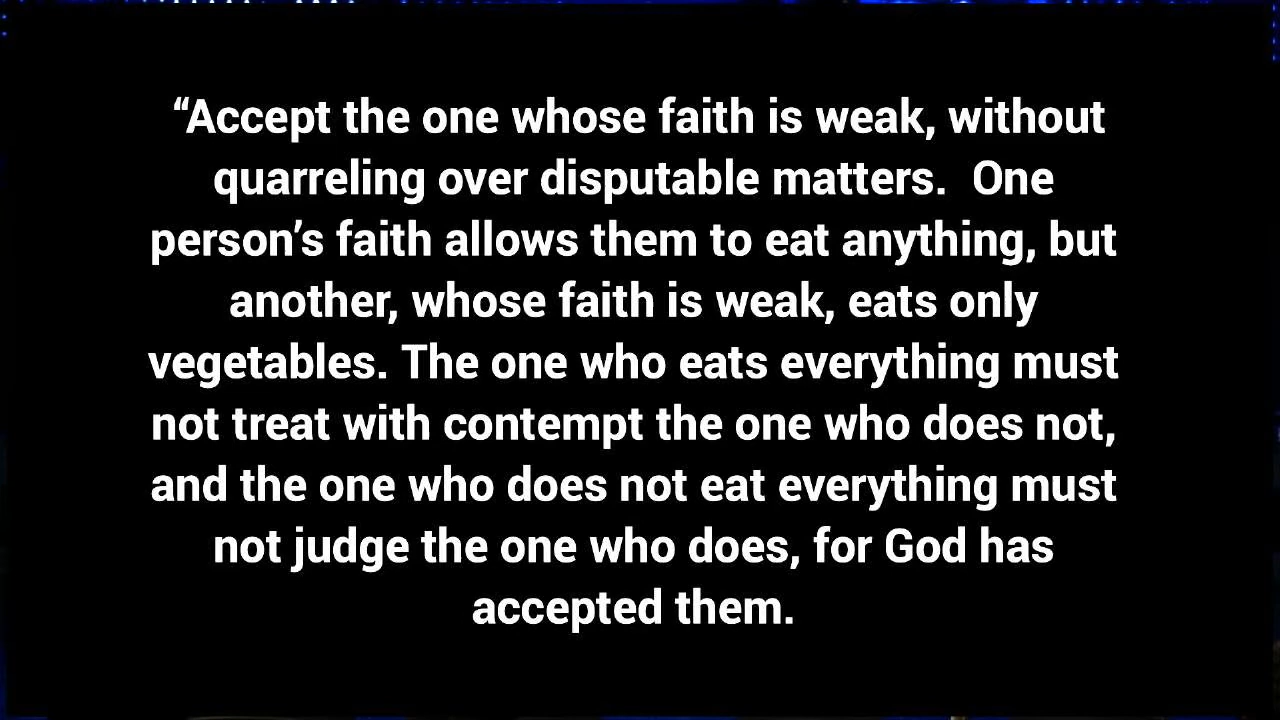 “Accept the one whose faith is weak, without
quarreling over disputable matters.  One
person’s faith allows them to eat anything, but
another, whose faith is weak, eats only
vegetables. The one who eats everything must
not treat with contempt the one who does not,
and the one who does not eat everything must
not judge the one who does, for God has
accepted them.